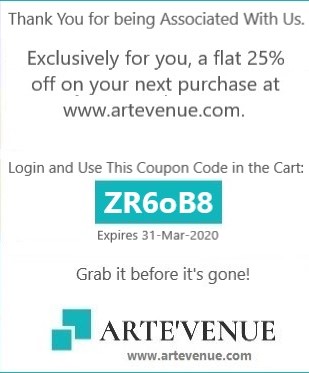 Thank You for being Associated With Us.
Exclusively for you, a flat 25%
off on your next purchase at
www.artevenue.com.
Login and Use This Coupon Code in the Cart:
ZR6oB8
Expires 31-Mar-2020
Grab it before it's gone!
ARTE'VENUE
www.artevenue.com